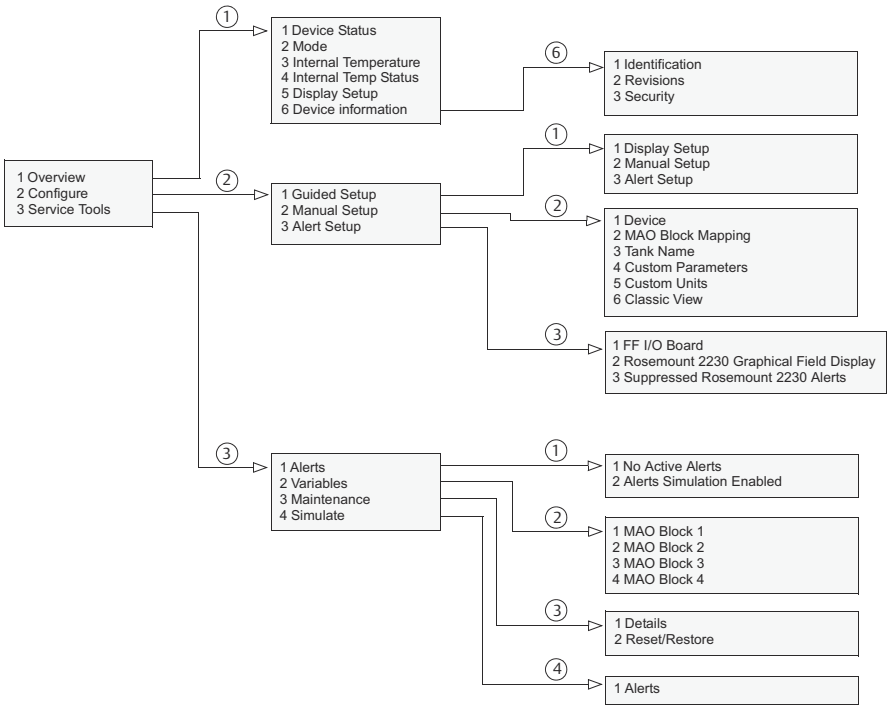 1
1 Device Status
2 Mode
3 Internal Temperature
4 Internal Temp Status
5 Display Setup
6 Device information
6
1 Identification
2 Revisions
3 Security
1 Overview
2 Configure
3 Service Tools
2
1 Guided Setup
2 Manual Setup
3 Alert Setup
1
1 Display Setup
2 Manual Setup
3 Alert Setup
2
1 Device
2 MAO Block Mapping
3 Tank Name
4 Custom Parameters
5 Custom Units
6 Classic View
3
1 FF I/O Board
2 Rosemount 2230 Graphical Field Display
3 Suppressed Rosemount 2230 Alerts
3
1 Alerts
2 Variables
3 Maintenance
4 Simulate
1
1 No Active Alerts
2 Alerts Simulation Enabled
2
1 MAO Block 1
2 MAO Block 2
3 MAO Block 3
4 MAO Block 4
3
1 Details
2 Reset/Restore
4
1 Alerts